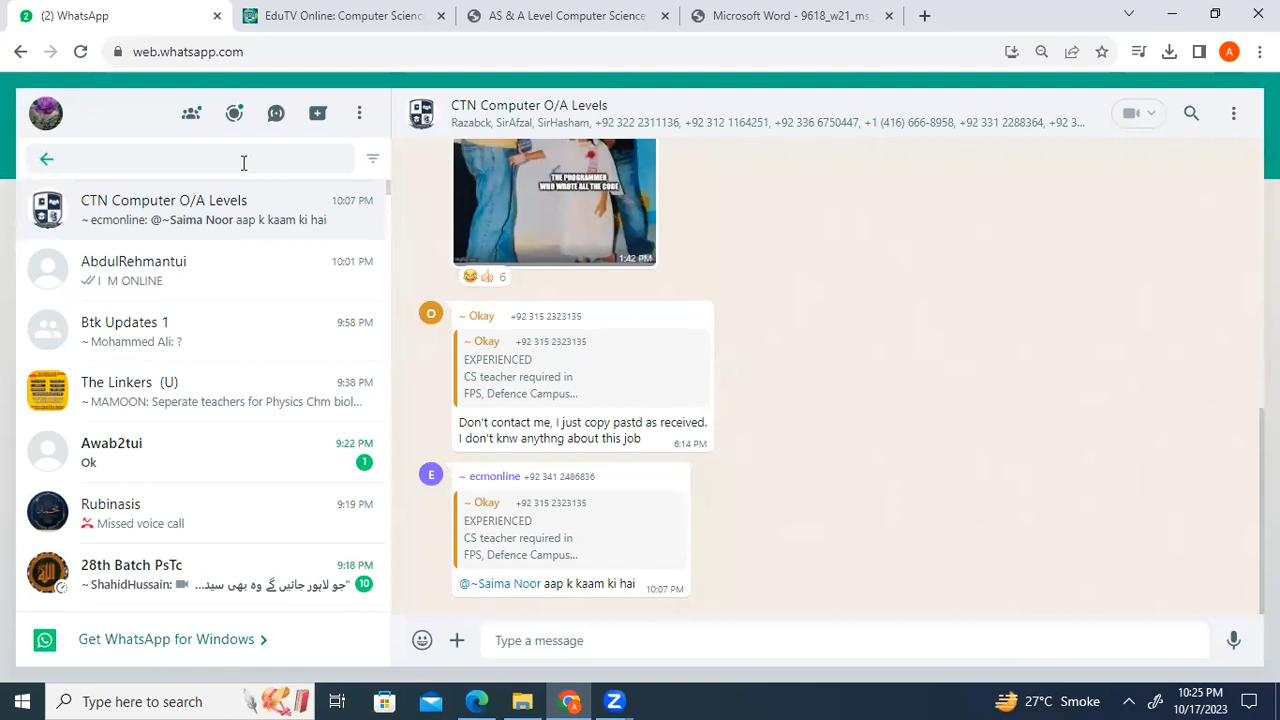 (2) WhatsApp
EduTV Online: Computer Scienc
AS & A Level Computer Science
Microsoft Word - 9618_w21_ms_
web.whatsapp.com
A
CTN Computer O/A Levels
10:07 PM
~ ecmonline: @~Saima Noor aap k kaam ki hai
AbdulRehmantui
10:01 PM
I M ONLINE
Btk Updates 1
9:58 PM
~ Mohammed Ali: ?
The Linkers (U)
9:38 PM
~ MAMOON: Seperate teachers for Physics Chm biol...
Awab2tui
9:22 PM
Ok
1
Rubinasis
9:19 PM
Missed voice call
28th Batch PsTc
9:18 PM
~ ShahidHussain: "جو لاہور جائیں گے وہ بھی سید...
10
Get WhatsApp for Windows
CTN Computer O/A Levels
Razabck, SirAfzal, SirHasham, +92 322 2311136, +92 312 1164251, +92 336 6750447, +1 (416) 666-8958, +92 331 2288364, +92 3...
THE PROGRAMMER
WHO WROTE ALL THE CODE
1:42 PM
6
O
~ Okay +92 315 2323135
~ Okay +92 315 2323135
EXPERIENCED
CS teacher required in
FPS, Defence Campus...
Don't contact me, I just copy pastd as received.
I don't knw anythng about this job
6:14 PM
E
~ ecmonline +92 341 2486836
~ Okay +92 315 2323135
EXPERIENCED
CS teacher required in
FPS, Defence Campus...
@~Saima Noor aap k kaam ki hai
10:07 PM
Type a message
Type here to search
27°C Smoke
10:25 PM
10/17/2023